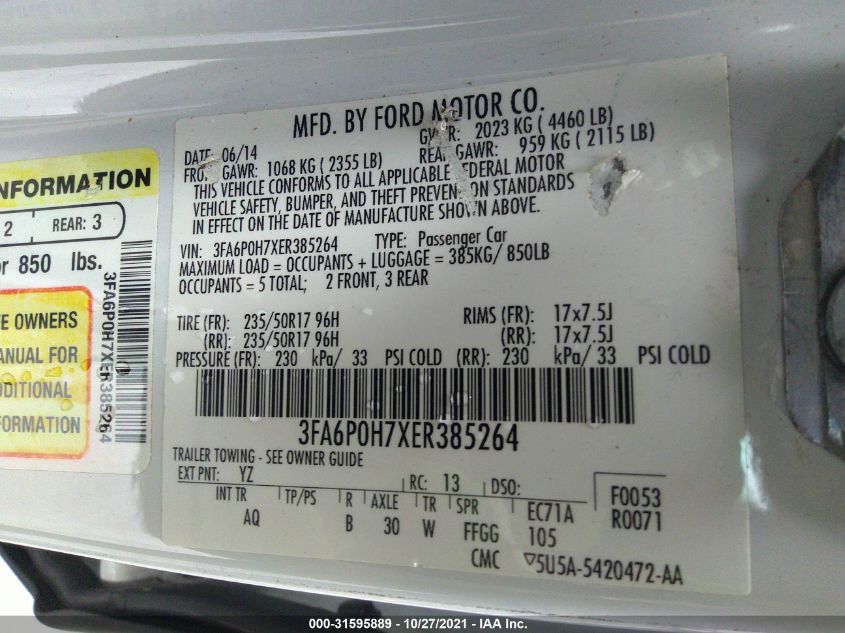 MFD. BY FORD MOTOR CO.
DATE: 06/14 GVWR: 2023 KG ( 4460 LB)
FRONT GAWR: 1068 KG ( 2355 LB) REAR GAWR: 959 KG ( 2115 LB)
THIS VEHICLE CONFORMS TO ALL APPLICABLE FEDERAL MOTOR
VEHICLE SAFETY, BUMPER, AND THEFT PREVENTION STANDARDS
IN EFFECT ON THE DATE OF MANUFACTURE SHOWN ABOVE.
VIN: 3FA6P0H7XER385264 TYPE: Passenger Car
MAXIMUM LOAD = OCCUPANTS + LUGGAGE = 385KG/ 850LB
OCCUPANTS = 5 TOTAL; 2 FRONT, 3 REAR
TIRE (FR): 235/50R17 96H RIMS (FR): 17x7.5J
(RR): 235/50R17 96H (RR): 17x7.5J
PRESSURE (FR): 230 kPa/ 33 PSI COLD (RR): 230 kPa/ 33 PSI COLD
3FA6P0H7XER385264
TRAILER TOWING - SEE OWNER GUIDE
EXT PNT: YZ RC: 13 DSO:
INT TR TP/PS R AXLE TR SPR EC71A F0053
AQ B 30 W FFGG 105 R0071
CMC ▽5U5A-5420472-AA
NFORMATION
2 REAR: 3
or 850 lbs.
E OWNERS
ANUAL FOR
DDITIONAL
FORMATION
3FA6P0H7XER385264
000-31595889 - 10/27/2021 - IAA Inc.